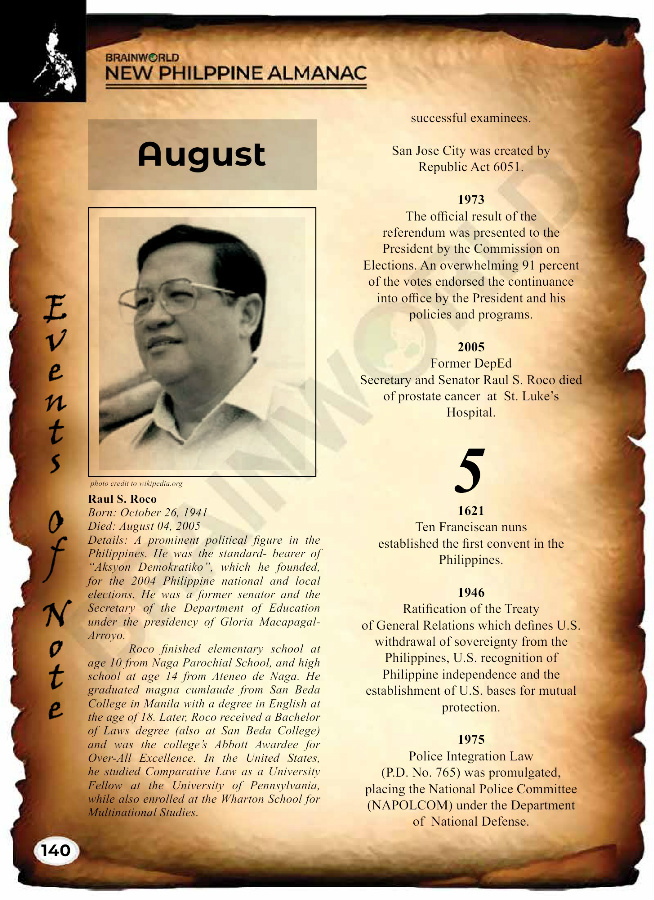 BRAINWORLD
NEW PHILPPINE ALMANAC
August
Events of Note
photo credit to wikipedia.org
Raul S. Roco
Born: October 26, 1941
Died: August 04, 2005
Details: A prominent political figure in the
Philippines. He was the standard- bearer of
“Aksyon Demokratiko”, which he founded,
for the 2004 Philippine national and local
elections. He was a former senator and the
Secretary of the Department of Education
under the presidency of Gloria Macapagal-
Arroyo.
Roco finished elementary school at
age 10 from Naga Parochial School, and high
school at age 14 from Ateneo de Naga. He
graduated magna cumlaude from San Beda
College in Manila with a degree in English at
the age of 18. Later, Roco received a Bachelor
of Laws degree (also at San Beda College)
and was the college’s Abbott Awardee for
Over-All Excellence. In the United States,
he studied Comparative Law as a University
Fellow at the University of Pennsylvania,
while also enrolled at the Wharton School for
Multinational Studies.
successful examinees.
San Jose City was created by
Republic Act 6051.
1973
The official result of the
referendum was presented to the
President by the Commission on
Elections. An overwhelming 91 percent
of the votes endorsed the continuance
into office by the President and his
policies and programs.
2005
Former DepEd
Secretary and Senator Raul S. Roco died
of prostate cancer at St. Luke’s
Hospital.
5
1621
Ten Franciscan nuns
established the first convent in the
Philippines.
1946
Ratification of the Treaty
of General Relations which defines U.S.
withdrawal of sovereignty from the
Philippines, U.S. recognition of
Philippine independence and the
establishment of U.S. bases for mutual
protection.
1975
Police Integration Law
(P.D. No. 765) was promulgated,
placing the National Police Committee
(NAPOLCOM) under the Department
of National Defense.
140
BRAINWORLD